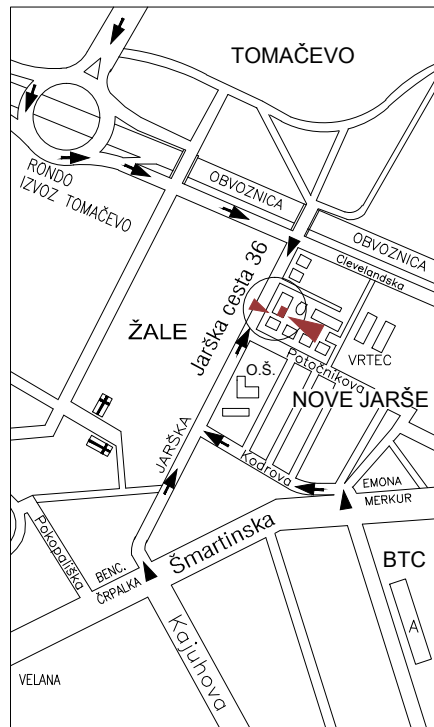 TOMAČEVO
RONDO
IZVOZ TOMAČEVO
OBVOZNICA
OBVOZNICA
Clevelandska
Jarška cesta 36
ŽALE
VRTEC
Potočnikova
O.Š.
NOVE JARŠE
JARŠKA
Kodrova
EMONA
MERKUR
Šmartinska
Pokopališka
BENC.
ČRPALKA
BTC
A
Kajuhova
VELANA